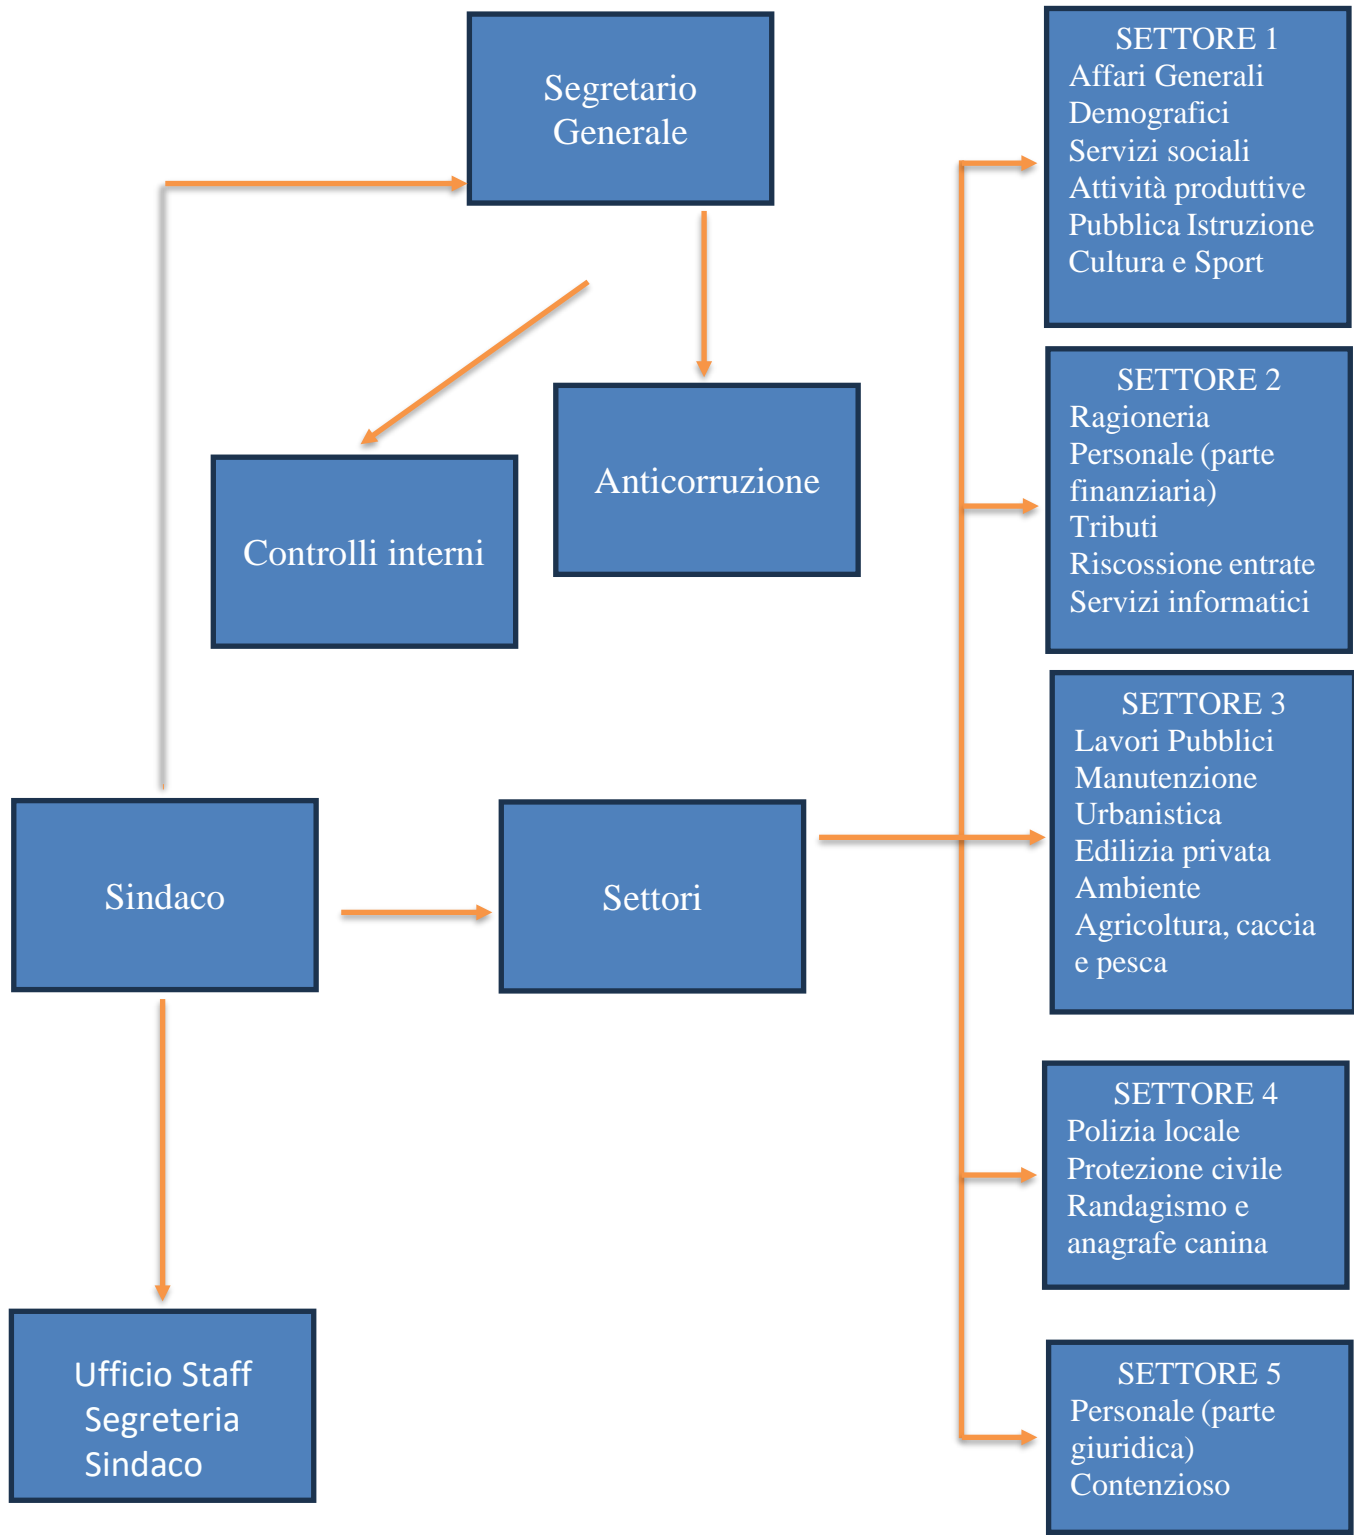 Segretario
Generale
Controlli interni
Anticorruzione
Sindaco
Settori
Ufficio Staff
Segreteria
Sindaco
SETTORE 1
Affari Generali
Demografici
Servizi sociali
Attività produttive
Pubblica Istruzione
Cultura e Sport
SETTORE 2
Ragioneria
Personale (parte
finanziaria)
Tributi
Riscossione entrate
Servizi informatici
SETTORE 3
Lavori Pubblici
Manutenzione
Urbanistica
Edilizia privata
Ambiente
Agricoltura, caccia
e pesca
SETTORE 4
Polizia locale
Protezione civile
Randagismo e
anagrafe canina
SETTORE 5
Personale (parte
giuridica)
Contenzioso